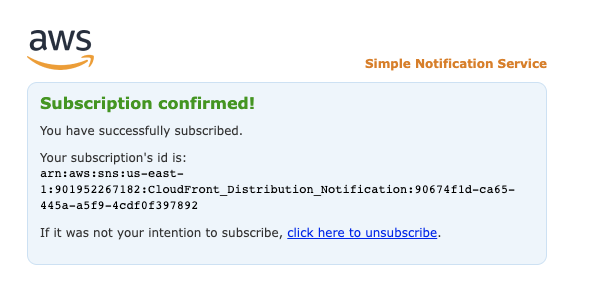 aws
Simple Notification Service
Subscription confirmed!
You have successfully subscribed.
Your subscription's id is:
arn:aws:sns:us-east-
1:901952267182:CloudFront_Distribution_Notification:90674f1d-ca65-
445a-a5f9-4cdf0f397892
If it was not your intention to subscribe, click here to unsubscribe.